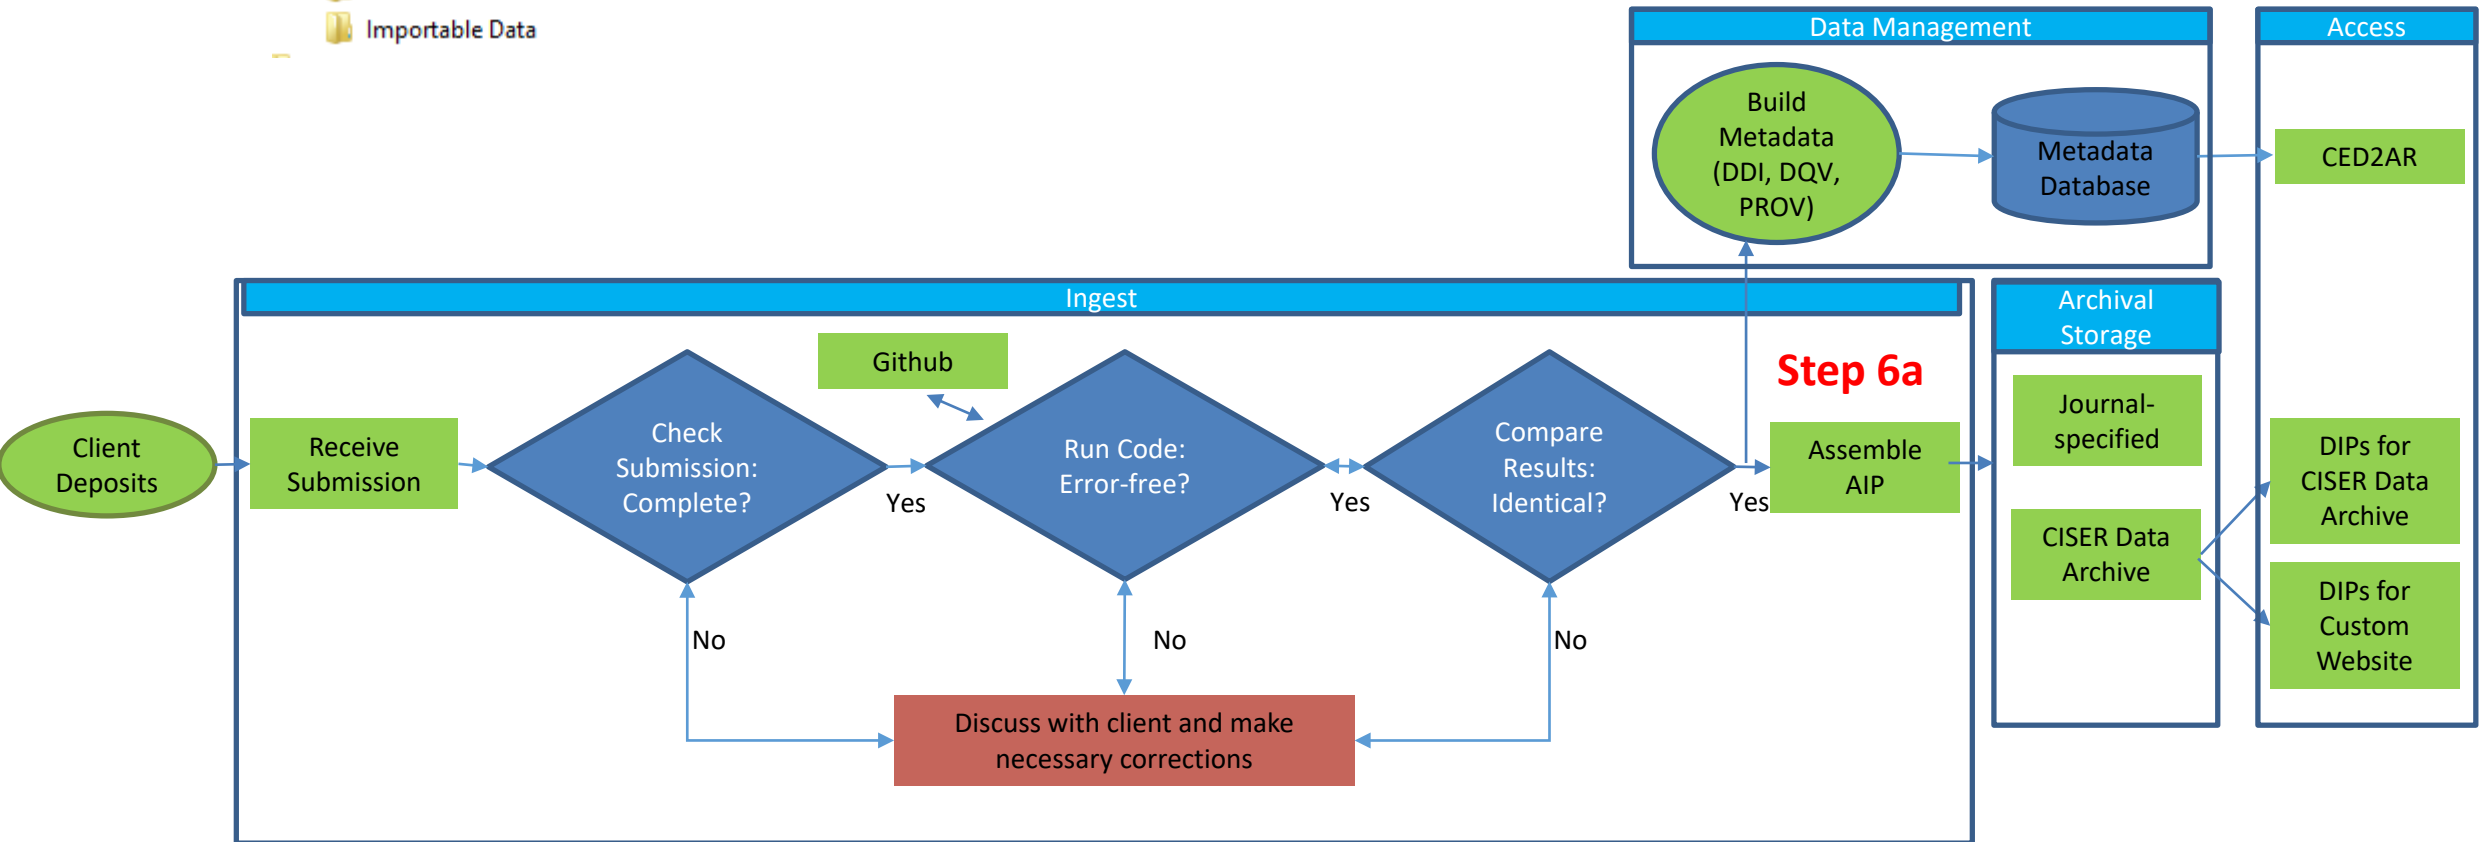 Importable Data
Data Management
Access
Build
Metadata
(DDI, DQV,
PROV)
Metadata
Database
CED2AR
Ingest
Archival
Storage
Github
Step 6a
Client
Deposits
Receive
Submission
Check
Submission:
Complete?
Yes
Run Code:
Error-free?
Yes
Compare
Results:
Identical?
Yes
Assemble
AIP
Journal-
specified
CISER Data
Archive
DIPs for
CISER Data
Archive
DIPs for
Custom
Website
No
No
No
Discuss with client and make
necessary corrections